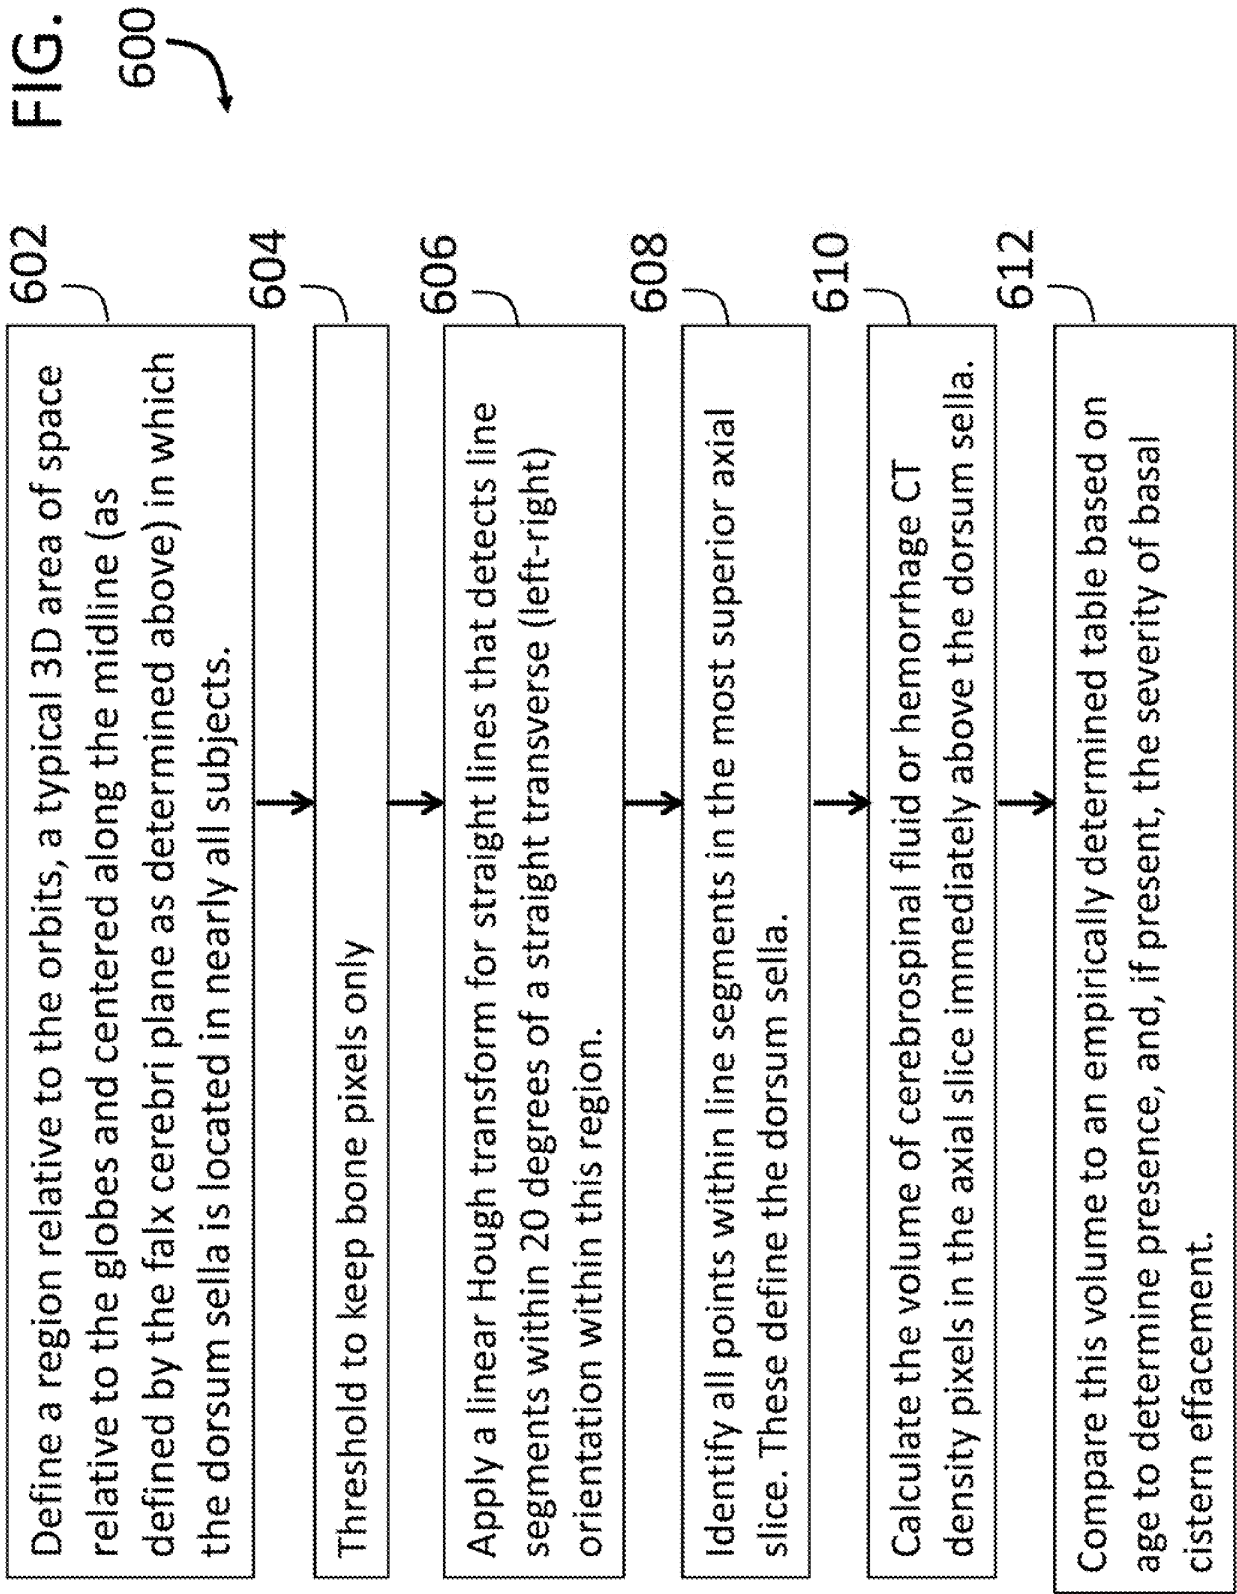 FIG.
600
602
Define a region relative to the orbits, a typical 3D area of space
relative to the globes and centered along the midline (as
defined by the falx cerebri plane as determined above) in which
the dorsum sella is located in nearly all subjects.
604
Threshold to keep bone pixels only
606
Apply a linear Hough transform for straight lines that detects line
segments within 20 degrees of a straight transverse (left-right)
orientation within this region.
608
Identify all points within line segments in the most superior axial
slice. These define the dorsum sella.
610
Calculate the volume of cerebrospinal fluid or hemorrhage CT
density pixels in the axial slice immediately above the dorsum sella.
612
Compare this volume to an empirically determined table based on
age to determine presence, and, if present, the severity of basal
cistern effacement.